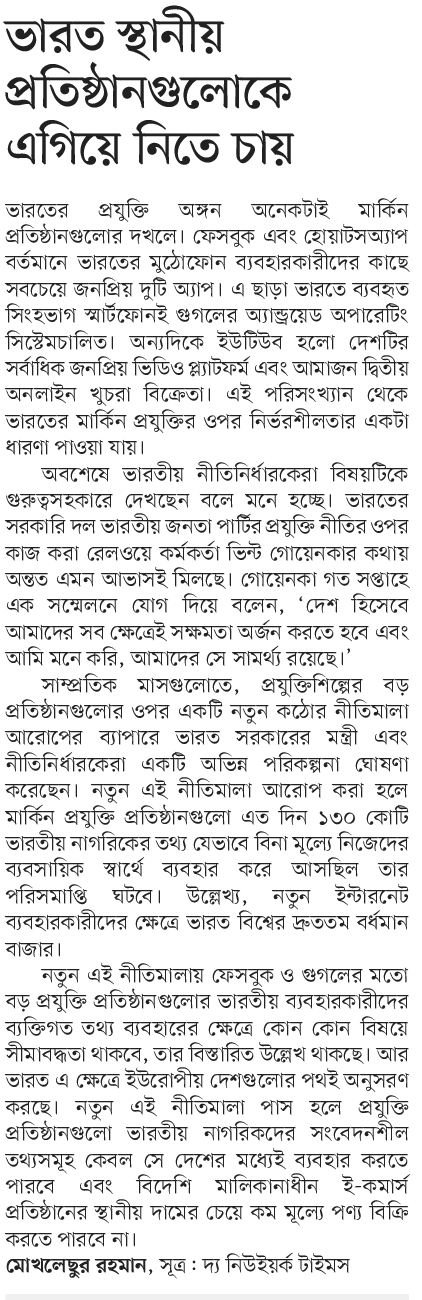 ভারত স্থানীয়
প্রতিষ্ঠানগুলোকে
এগিয়ে নিতে চায়
ভারতের প্রযুক্তি অঙ্গন অনেকটাই মার্কিন
প্রতিষ্ঠানগুলোর দখলে। ফেসবুক এবং হোয়াটসঅ্যাপ
বর্তমানে ভারতের মুঠোফোন ব্যবহারকারীদের কাছে
সবচেয়ে জনপ্রিয় দুটি অ্যাপ। এ ছাড়া ভারতে ব্যবহৃত
সিংহভাগ স্মার্টফোনই গুগলের অ্যান্ড্রয়েড অপারেটিং
সিস্টেমচালিত। অন্যদিকে ইউটিউব হলো দেশটির
সর্বাধিক জনপ্রিয় ভিডিও প্ল্যাটফর্ম এবং আমাজন দ্বিতীয়
অনলাইন খুচরা বিক্রেতা। এই পরিসংখ্যান থেকে
ভারতের মার্কিন প্রযুক্তির ওপর নির্ভরশীলতার একটা
ধারণা পাওয়া যায়।
অবশেষে ভারতীয় নীতিনির্ধারকেরা বিষয়টিকে
গুরুত্বসহকারে দেখছেন বলে মনে হচ্ছে। ভারতের
সরকারি দল ভারতীয় জনতা পার্টির প্রযুক্তি নীতির ওপর
কাজ করা রেলওয়ে কর্মকর্তা ভিন্ট গোয়েনকার কথায়
অন্তত এমন আভাসই মিলছে। গোয়েনকা গত সপ্তাহে
এক সম্মেলনে যোগ দিয়ে বলেন, ‘দেশ হিসেবে
আমাদের সব ক্ষেত্রেই সক্ষমতা অর্জন করতে হবে এবং
আমি মনে করি, আমাদের সে সামর্থ্য রয়েছে।’
সাম্প্রতিক মাসগুলোতে, প্রযুক্তিশিল্পের বড়
প্রতিষ্ঠানগুলোর ওপর একটি নতুন কঠোর নীতিমালা
আরোপের ব্যাপারে ভারত সরকারের মন্ত্রী এবং
নীতিনির্ধারকেরা একটি অভিন্ন পরিকল্পনা ঘোষণা
করেছেন। নতুন এই নীতিমালা আরোপ করা হলে
মার্কিন প্রযুক্তি প্রতিষ্ঠানগুলো এত দিন ১৩০ কোটি
ভারতীয় নাগরিকের তথ্য যেভাবে বিনা মূল্যে নিজেদের
ব্যবসায়িক স্বার্থে ব্যবহার করে আসছিল তার
পরিসমাপ্তি ঘটবে। উল্লেখ্য, নতুন ইন্টারনেট
ব্যবহারকারীদের ক্ষেত্রে ভারত বিশ্বের দ্রুততম বর্ধমান
বাজার।
নতুন এই নীতিমালায় ফেসবুক ও গুগলের মতো
বড় প্রযুক্তি প্রতিষ্ঠানগুলোর ভারতীয় ব্যবহারকারীদের
ব্যক্তিগত তথ্য ব্যবহারের ক্ষেত্রে কোন কোন বিষয়ে
সীমাবদ্ধতা থাকবে, তার বিস্তারিত উল্লেখ থাকছে। আর
ভারত এ ক্ষেত্রে ইউরোপীয় দেশগুলোর পথই অনুসরণ
করছে। নতুন এই নীতিমালা পাস হলে প্রযুক্তি
প্রতিষ্ঠানগুলো ভারতীয় নাগরিকদের সংবেদনশীল
তথ্যসমূহ কেবল সে দেশের মধ্যেই ব্যবহার করতে
পারবে এবং বিদেশি মালিকানাধীন ই-কমার্স
প্রতিষ্ঠানের স্থানীয় দামের চেয়ে কম মূল্যে পণ্য বিক্রি
করতে পারবে না।
মোখলেছুর রহমান, সূত্র : দ্য নিউইয়র্ক টাইমস